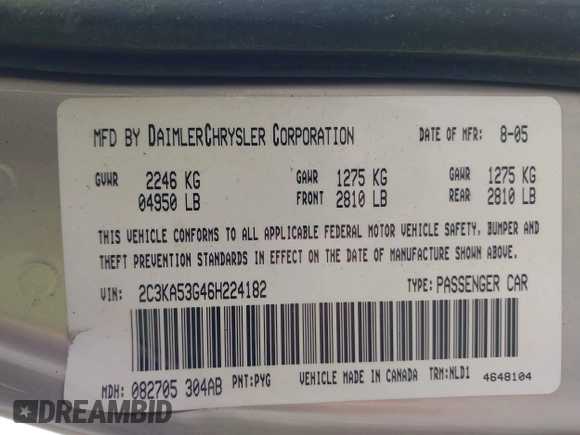 MFD BY DAIMLERCHRYSLER CORPORATION DATE OF MFR: 8-05
GVWR 2246 KG GAWR 1275 KG GAWR 1275 KG
04950 LB FRONT 2810 LB REAR 2810 LB
THIS VEHICLE CONFORMS TO ALL APPLICABLE FEDERAL MOTOR VEHICLE SAFETY, BUMPER AND
THEFT PREVENTION STANDARDS IN EFFECT ON THE DATE OF MANUFACTURE SHOWN ABOVE.
VIN: 2C3KA53G46H224182 TYPE: PASSENGER CAR
MDH: 082705 304AB PNT: PYG VEHICLE MADE IN CANADA TRM: NLD1 4648104
DREAMBID